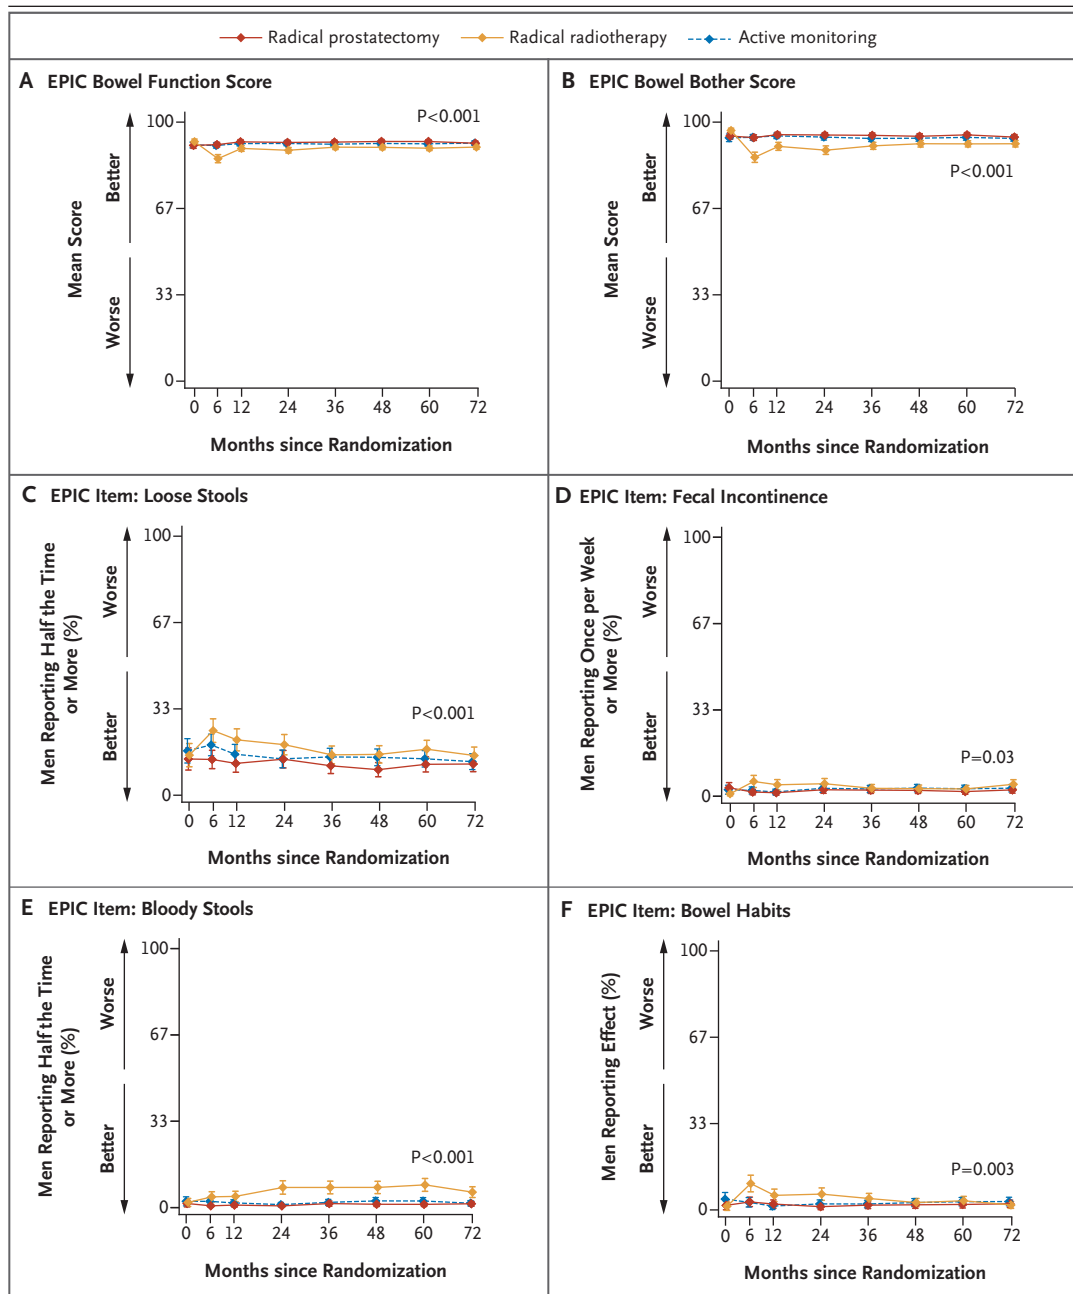 Radical prostatectomy Radical radiotherapy Active monitoring
A EPIC Bowel Function Score
Mean Score
Worse Better
100
67
33
0
P<0.001
0 6 12 24 36 48 60 72
Months since Randomization
B EPIC Bowel Bother Score
Mean Score
Worse Better
100
67
33
0
P<0.001
0 6 12 24 36 48 60 72
Months since Randomization
C EPIC Item: Loose Stools
Men Reporting Half the Time
or More (%)
Better Worse
100
67
33
0
P<0.001
0 6 12 24 36 48 60 72
Months since Randomization
D EPIC Item: Fecal Incontinence
Men Reporting Once per Week
or More (%)
Better Worse
100
67
33
0
P=0.03
0 6 12 24 36 48 60 72
Months since Randomization
E EPIC Item: Bloody Stools
Men Reporting Half the Time
or More (%)
Better Worse
100
67
33
0
P<0.001
0 6 12 24 36 48 60 72
Months since Randomization
F EPIC Item: Bowel Habits
Men Reporting Effect (%)
Better Worse
100
67
33
0
P=0.003
0 6 12 24 36 48 60 72
Months since Randomization